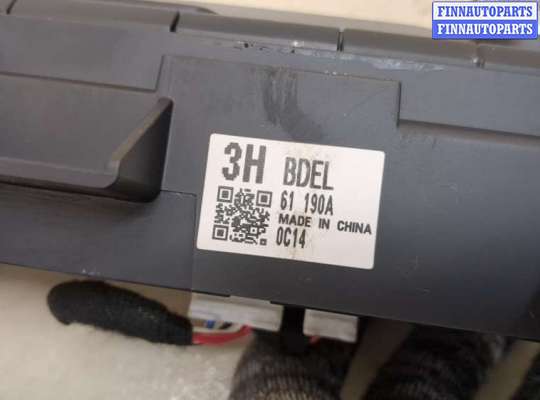 FINNAUTOPARTS
FINNAUTOPARTS
3H BDEL
61 190A
MADE IN CHINA
0C14